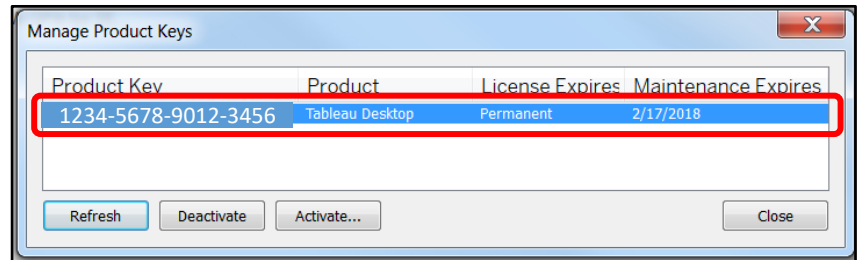 Manage Product Keys
Product Key Product License Expires Maintenance Expires
1234-5678-9012-3456 Tableau Desktop Permanent 2/17/2018
Refresh Deactivate Activate... Close